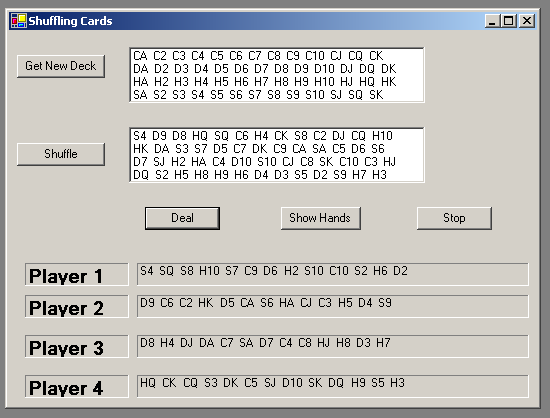 Shuffling Cards
Get New Deck
CA C2 C3 C4 C5 C6 C7 C8 C9 C10 CJ CQ CK
DA D2 D3 D4 D5 D6 D7 D8 D9 D10 DJ DQ DK
HA H2 H3 H4 H5 H6 H7 H8 H9 H10 HJ HQ HK
SA S2 S3 S4 S5 S6 S7 S8 S9 S10 SJ SQ SK
Shuffle
S4 D9 D8 HQ SQ C6 H4 CK S8 C2 DJ CQ H10
HK DA S3 S7 D5 C7 DK C9 CA SA C5 D6 S6
D7 SJ H2 HA C4 D10 S10 CJ C8 SK C10 C3 HJ
DQ S2 H5 H8 H9 H6 D4 D3 S5 D2 S9 H7 H3
Deal Show Hands Stop
Player 1 S4 SQ S8 H10 S7 C9 D6 H2 S10 C10 S2 H6 D2
Player 2 D9 C6 C2 HK D5 CA S6 HA CJ C3 H5 D4 S9
Player 3 D8 H4 DJ DA C7 SA D7 C4 C8 HJ H8 D3 H7
Player 4 HQ CK CQ S3 DK C5 SJ D10 SK DQ H9 S5 H3